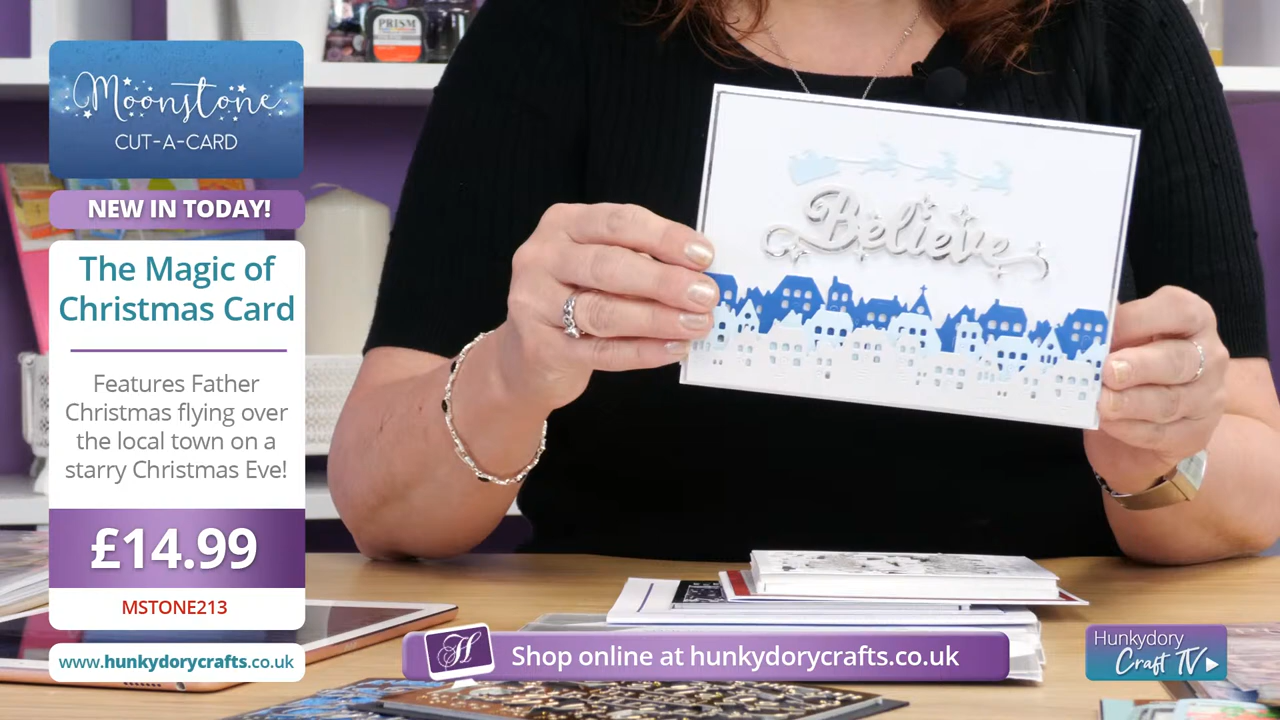 PRISM
Moonstone
CUT-A-CARD
NEW IN TODAY!
The Magic of
Christmas Card
Features Father
Christmas flying over
the local town on a
starry Christmas Eve!
£14.99
MSTONE213
www.hunkydorycrafts.co.uk
Believe
H
Shop online at hunkydorycrafts.co.uk
Hunkydory
Craft TV